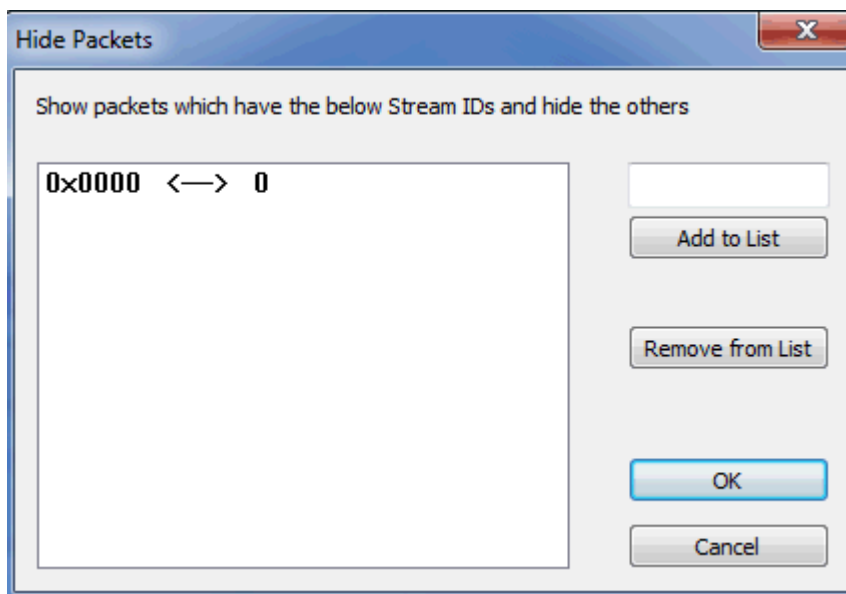 Hide Packets
Show packets which have the below Stream IDs and hide the others
0x0000 <—> 0
Add to List
Remove from List
OK
Cancel